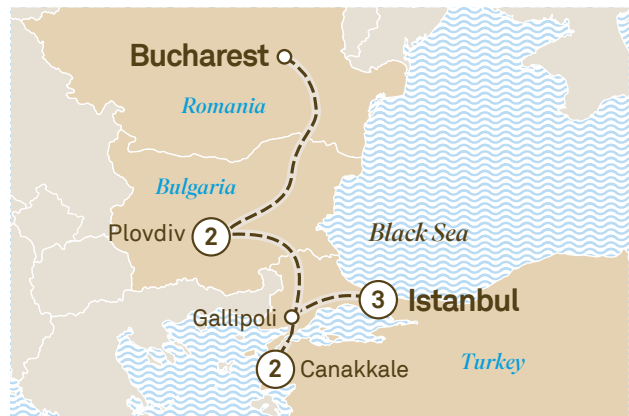 Bucharest
Romania
Bulgaria
Plovdiv 2
Black Sea
3 Istanbul
Gallipoli
2 Canakkale
Turkey